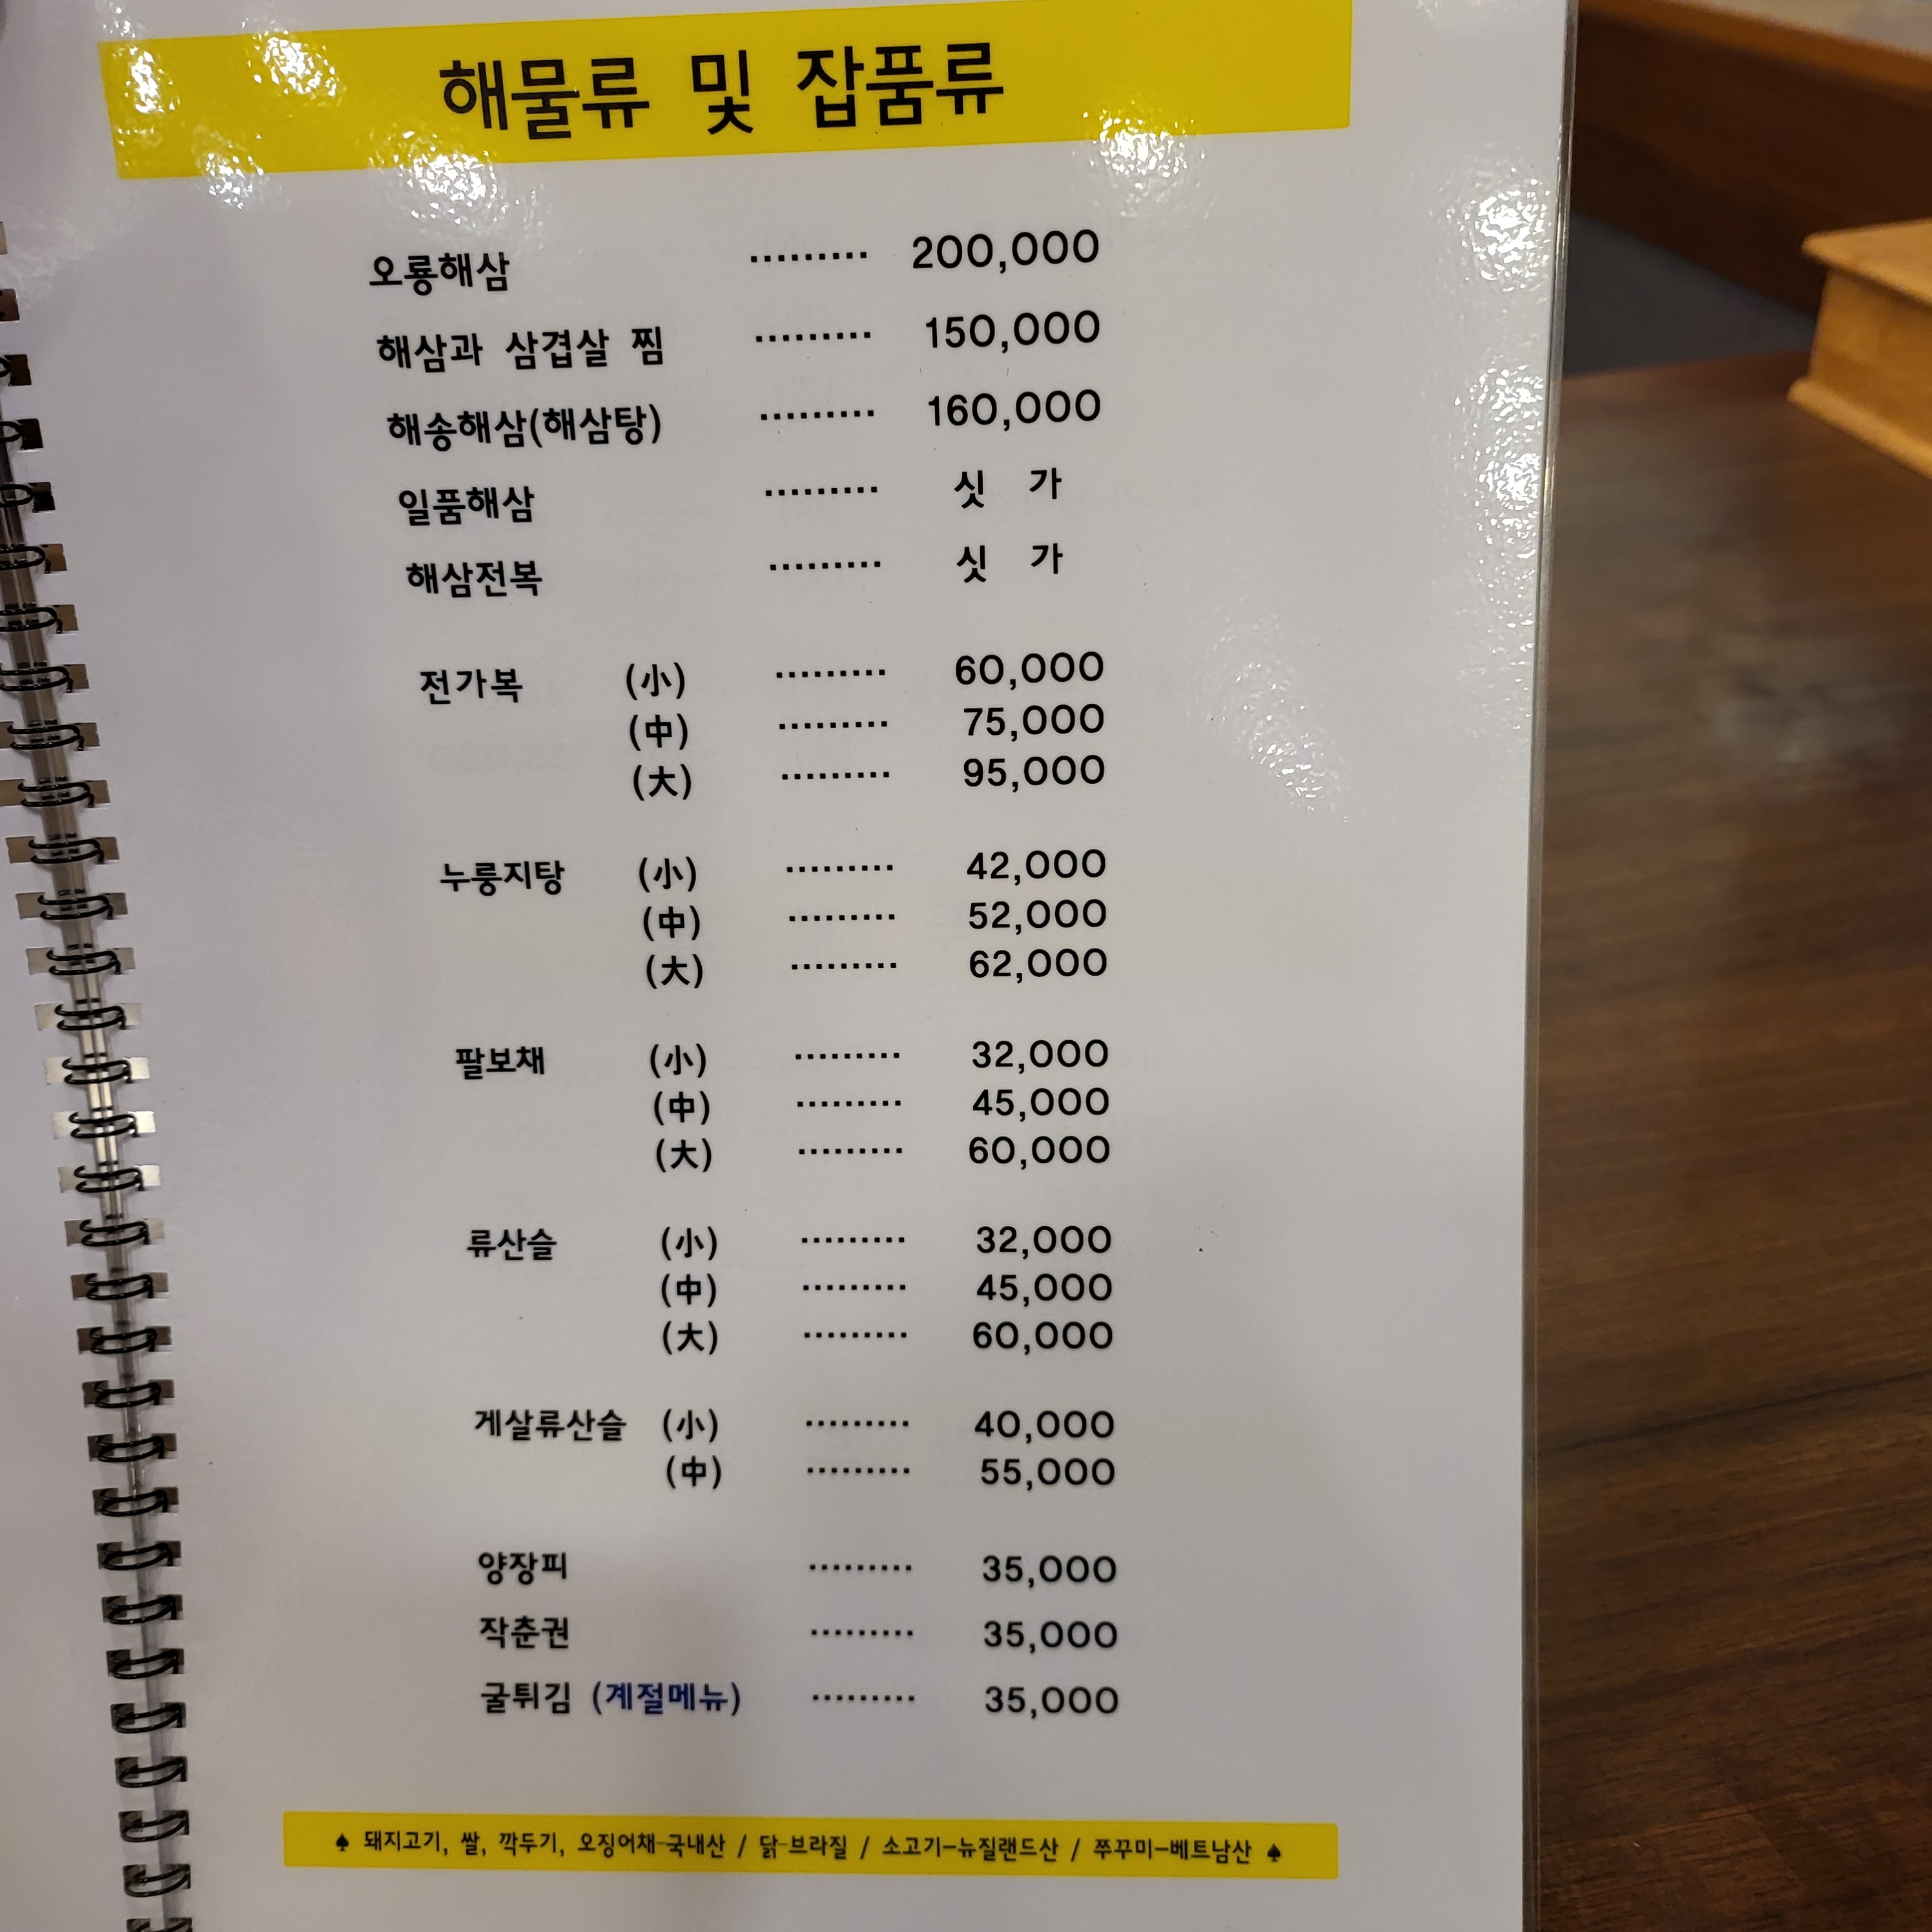 해물류 및 잡품류
오룡해삼 ········· 200,000
해삼과 삼겹살 찜 ········· 150,000
해송해삼(해삼탕) ········· 160,000
일품해삼 ········· 싯 가
해삼전복 ········· 싯 가
전가복 (小) ········· 60,000
(中) ········· 75,000
(大) ········· 95,000
누룽지탕 (小) ········· 42,000
(中) ········· 52,000
(大) ········· 62,000
팔보채 (小) ········· 32,000
(中) ········· 45,000
(大) ········· 60,000
류산슬 (小) ········· 32,000
(中) ········· 45,000
(大) ········· 60,000
게살류산슬 (小) ········· 40,000
(中) ········· 55,000
양장피 ········· 35,000
작춘권 ········· 35,000
굴튀김 (계절메뉴) ········· 35,000
♠ 돼지고기, 쌀, 깍두기, 오징어채-국내산 / 닭-브라질 / 소고기-뉴질랜드산 / 쭈꾸미-베트남산 ♠